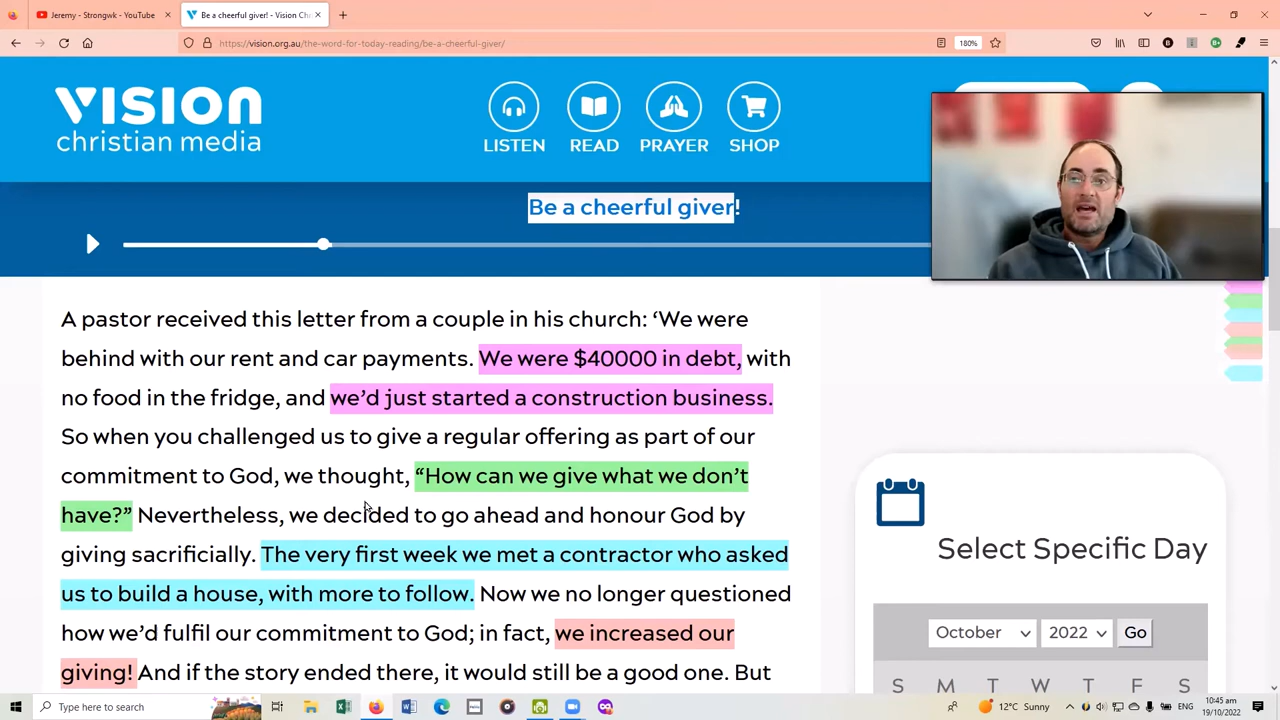 Jeremy - Strongwk - YouTube
Be a cheerful giver! - Vision Ch
https://vision.org.au/the-word-for-today-reading/be-a-cheerful-giver/
180%
VISION
christian media
LISTEN
READ
PRAYER
SHOP
Be a cheerful giver!
A pastor received this letter from a couple in his church: ‘We were
behind with our rent and car payments. We were $40000 in debt, with
no food in the fridge, and we’d just started a construction business.
So when you challenged us to give a regular offering as part of our
commitment to God, we thought, “How can we give what we don’t
have?” Nevertheless, we decided to go ahead and honour God by
giving sacrificially. The very first week we met a contractor who asked
us to build a house, with more to follow. Now we no longer questioned
how we’d fulfil our commitment to God; in fact, we increased our
giving! And if the story ended there, it would still be a good one. But
Select Specific Day
October
2022
Go
S M T W T F S
Type here to search
12°C Sunny
ENG
10:45 am
19/10/2022